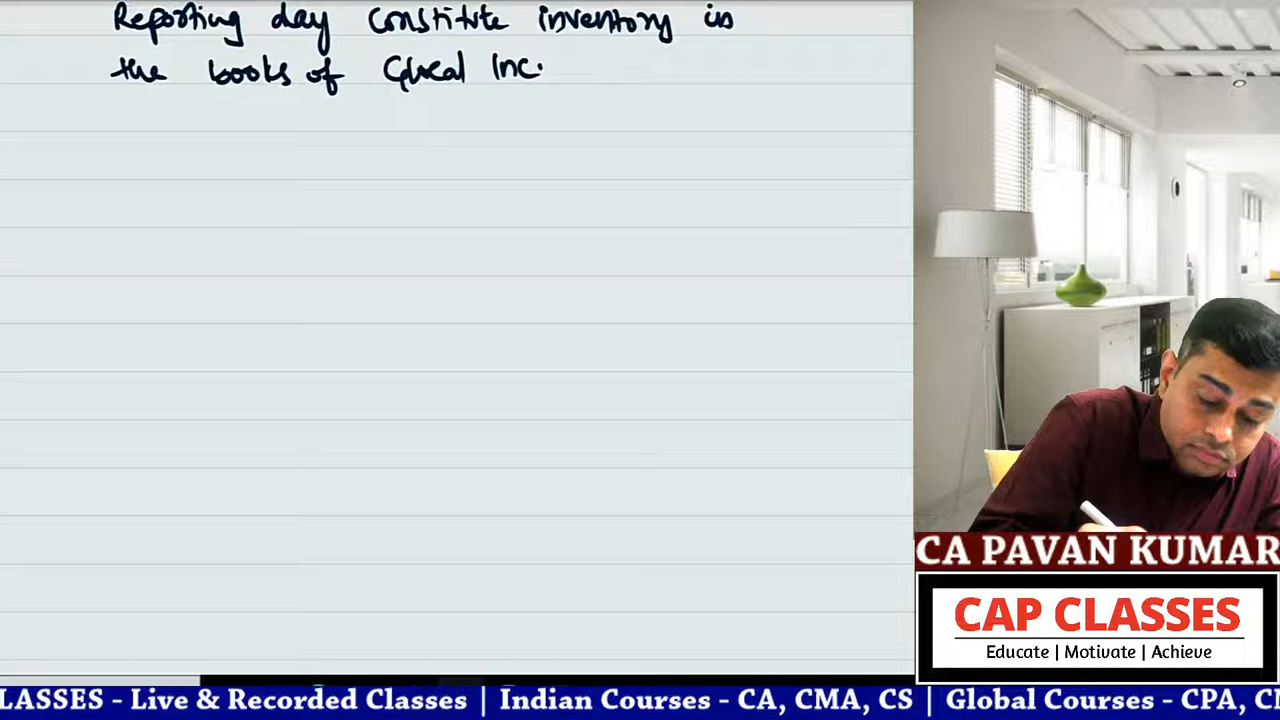 Reporting day constitute inventory in
the books of Inc.
CA PAVAN KUMAR
CAP CLASSES
Educate | Motivate | Achieve
LASSES - Live & Recorded Classes | Indian Courses - CA, CMA, CS | Global Courses - CPA,